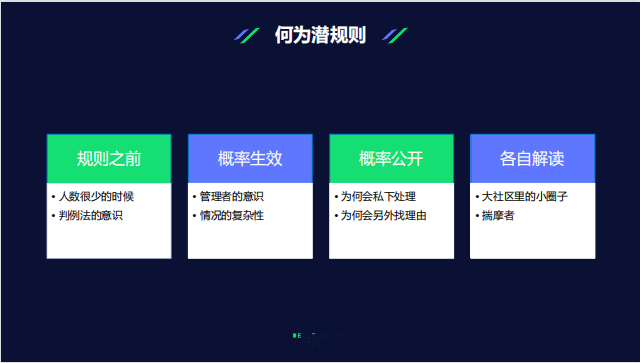 何为潜规则
规则之前
• 人数很少的时候
• 判例法的意识
概率生效
• 管理者的意识
• 情况的复杂性
概率公开
• 为何会私下处理
• 为何会另外找理由
各自解读
• 大社区里的小圈子
• 揣摩者